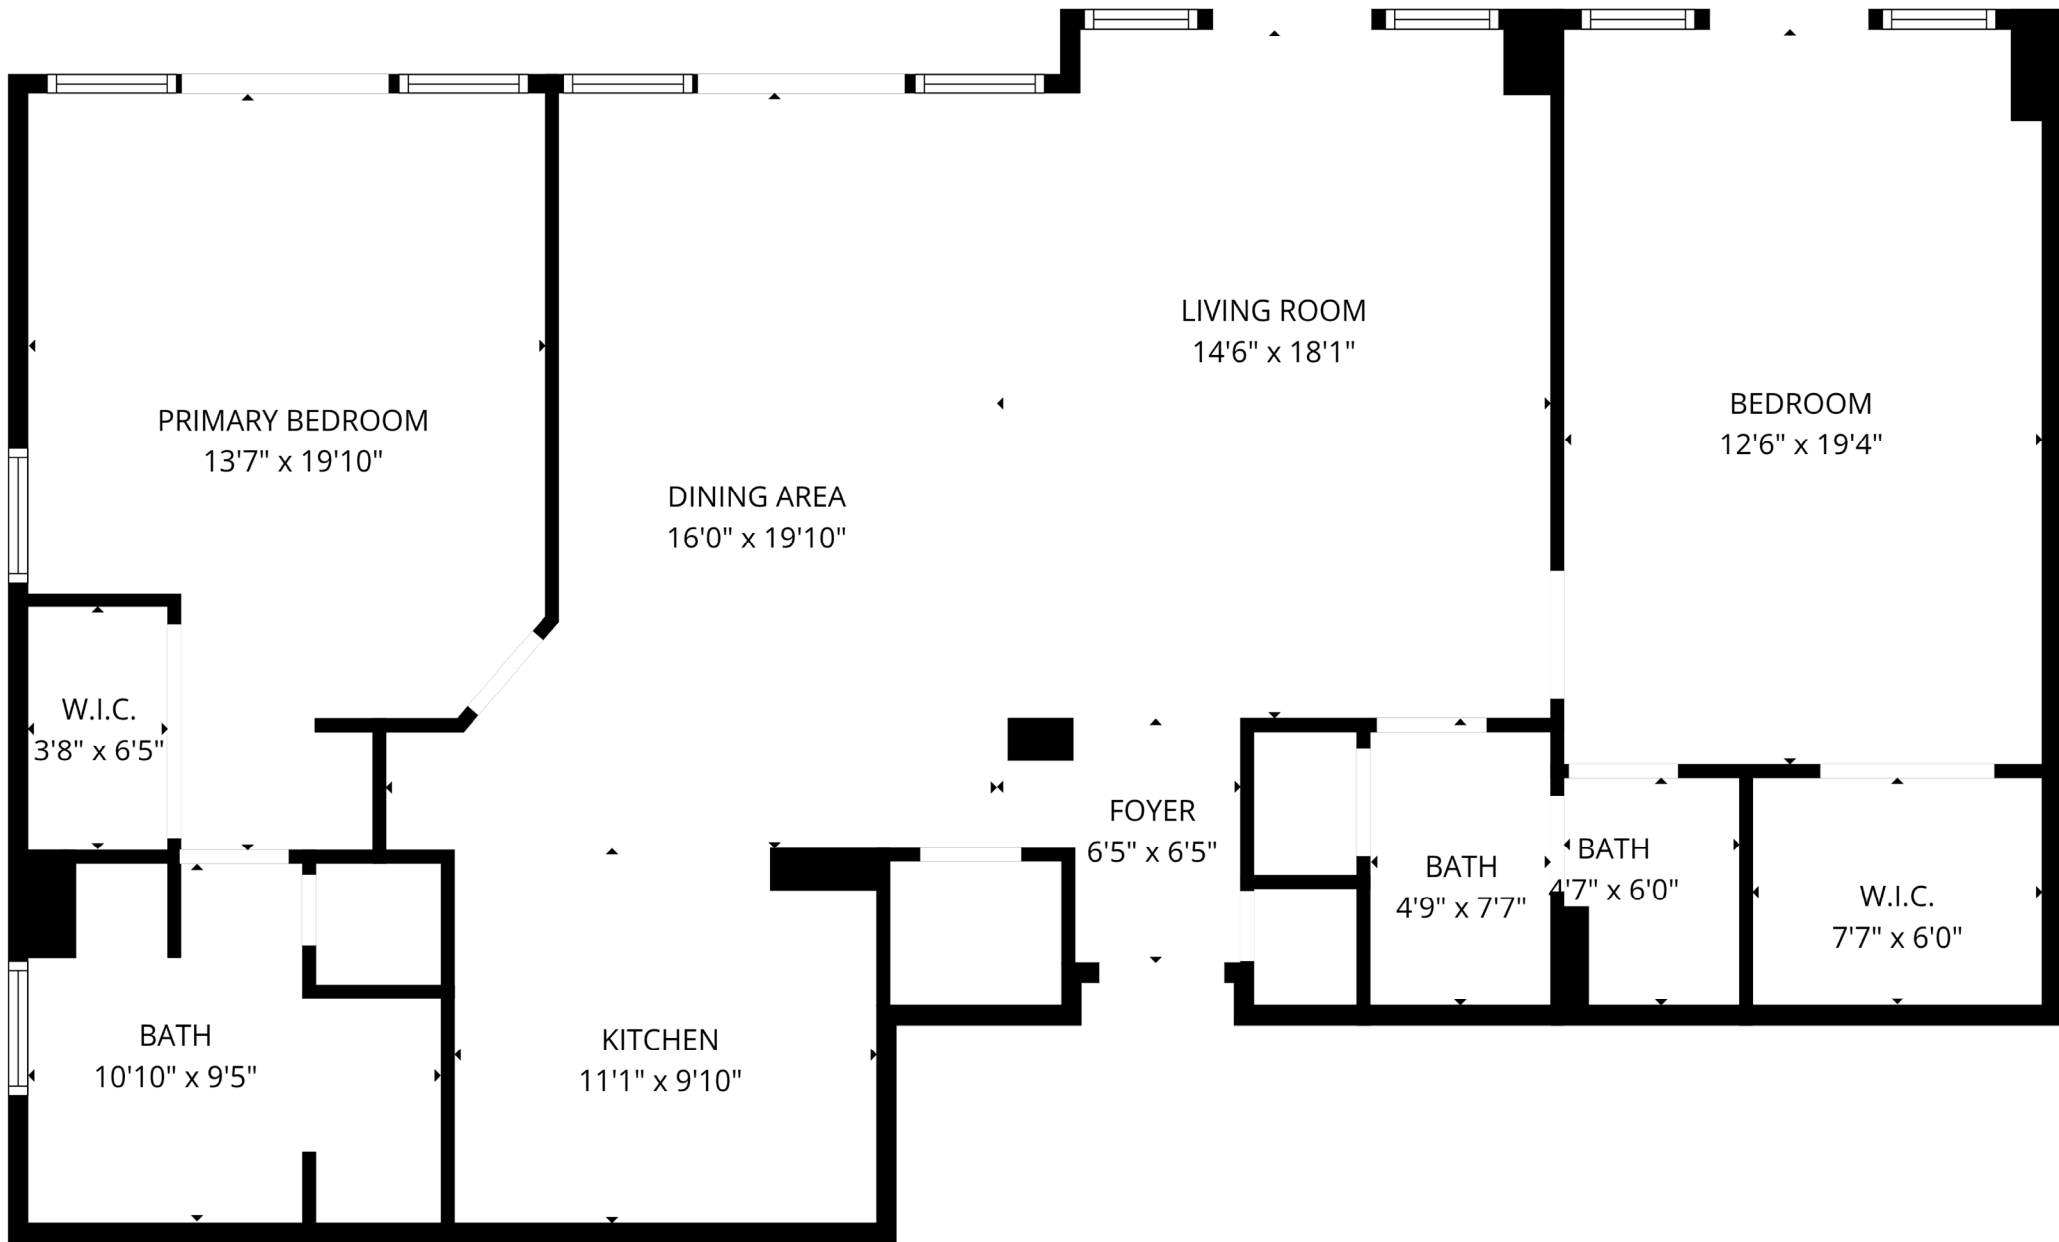 LIVING ROOM
14'6" x 18'1"
PRIMARY BEDROOM
13'7" x 19'10"
BEDROOM
12'6" x 19'4"
DINING AREA
16'0" x 19'10"
W.I.C.
3'8" x 6'5"
FOYER
6'5" x 6'5"
BATH
4'9" x 7'7"
BATH
4'7" x 6'0"
W.I.C.
7'7" x 6'0"
BATH
10'10" x 9'5"
KITCHEN
11'1" x 9'10"